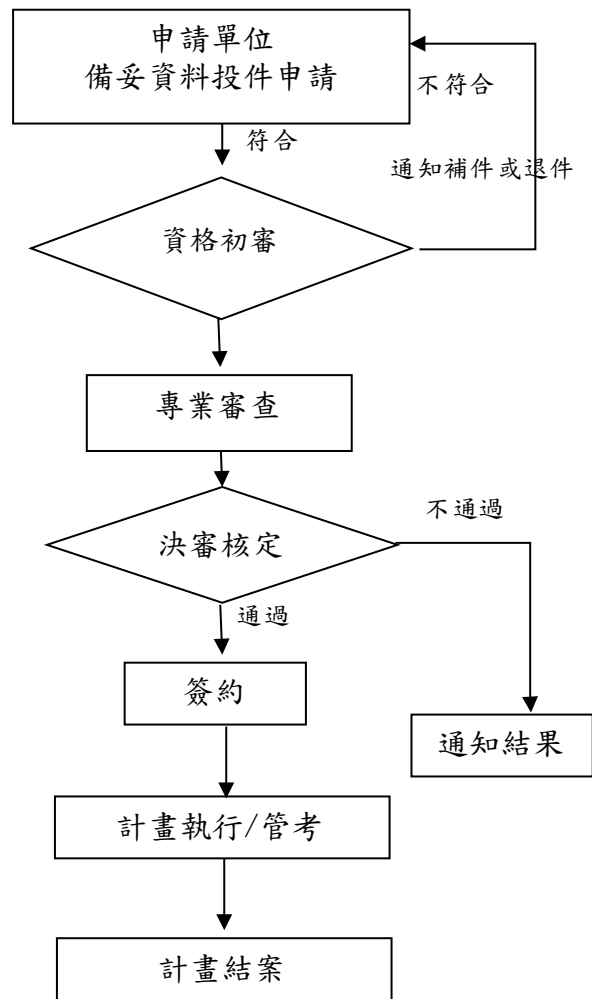 申請單位
備妥資料投件申請
不符合
符合
通知補件或退件
資格初審
專業審查
不通過
決審核定
通過
簽約
通知結果
計畫執行/管考
計畫結案